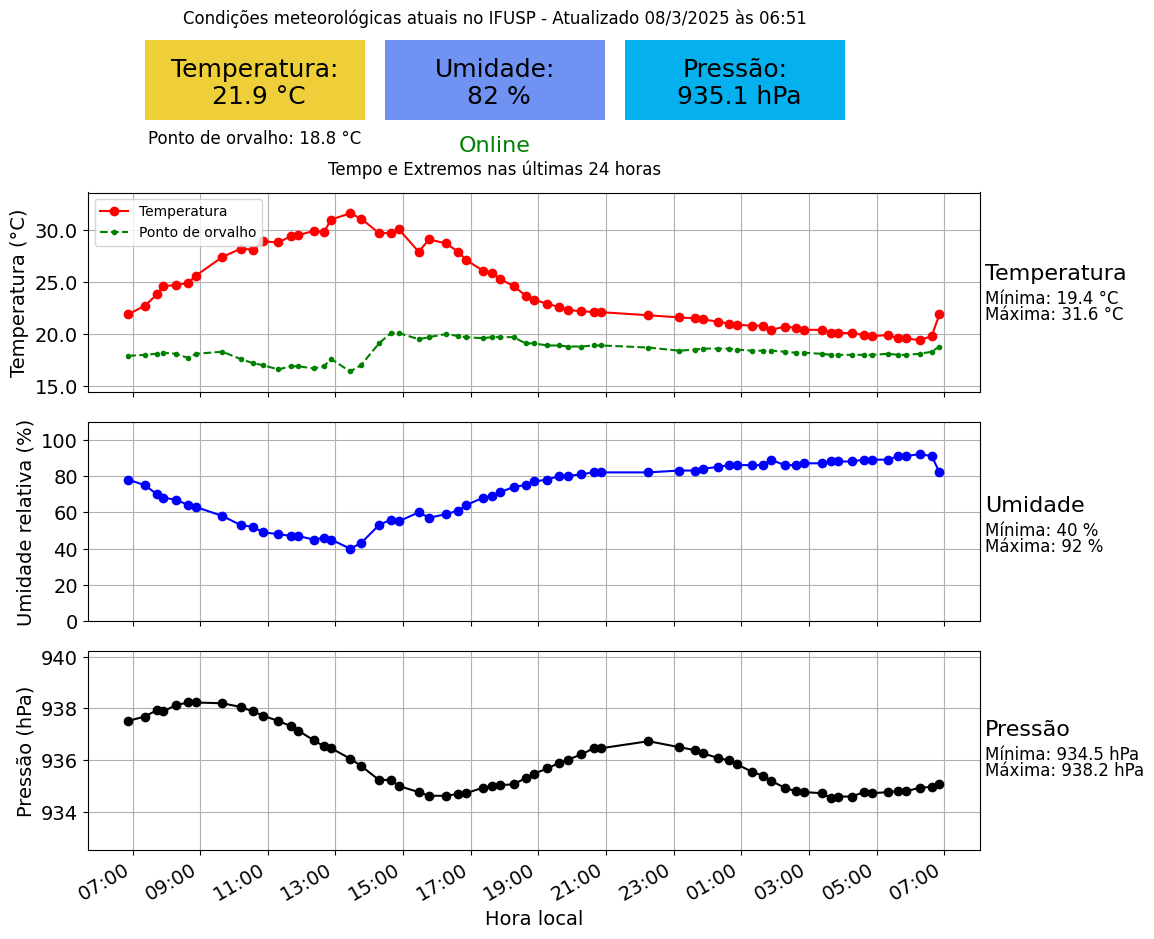 Condições meteorológicas atuais no IFUSP - Atualizado 08/3/2025 às 06:51
Temperatura:
21.9 °C
Umidade:
82 %
Pressão:
935.1 hPa
Ponto de orvalho: 18.8 °C
Online
Tempo e Extremos nas últimas 24 horas
Temperatura
Ponto de orvalho
Temperatura (°C)
30.0
25.0
20.0
15.0
Temperatura
Mínima: 19.4 °C
Máxima: 31.6 °C
Umidade relativa (%)
100
80
60
40
20
0
Umidade
Mínima: 40 %
Máxima: 92 %
Pressão (hPa)
940
938
936
934
Pressão
Mínima: 934.5 hPa
Máxima: 938.2 hPa
07:00 09:00 11:00 13:00 15:00 17:00 19:00 21:00 23:00 01:00 03:00 05:00 07:00
Hora local